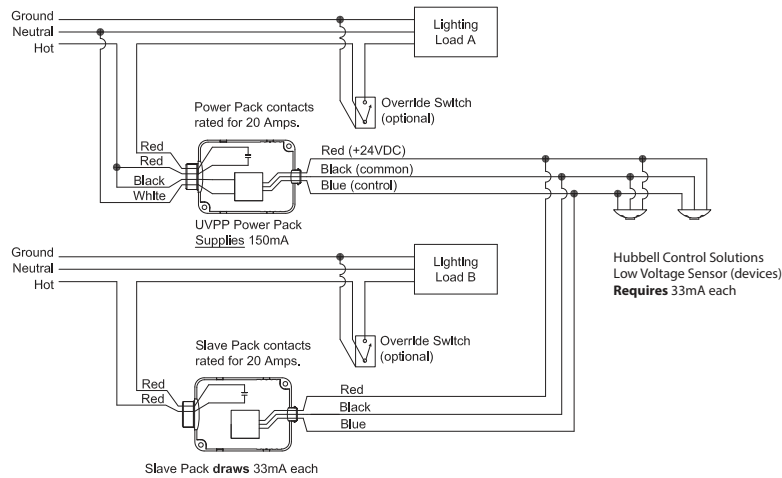 Ground
Neutral
Hot
Lighting
Load A
Power Pack contacts
rated for 20 Amps.
Override Switch
(optional)
Red
Red
Black
White
Red (+24VDC)
Black (common)
Blue (control)
UVPP Power Pack
Supplies 150mA
Ground
Neutral
Hot
Lighting
Load B
Hubbell Control Solutions
Low Voltage Sensor (devices)
Requires 33mA each
Slave Pack contacts
rated for 20 Amps.
Override Switch
(optional)
Red
Red
Red
Black
Blue
Slave Pack draws 33mA each